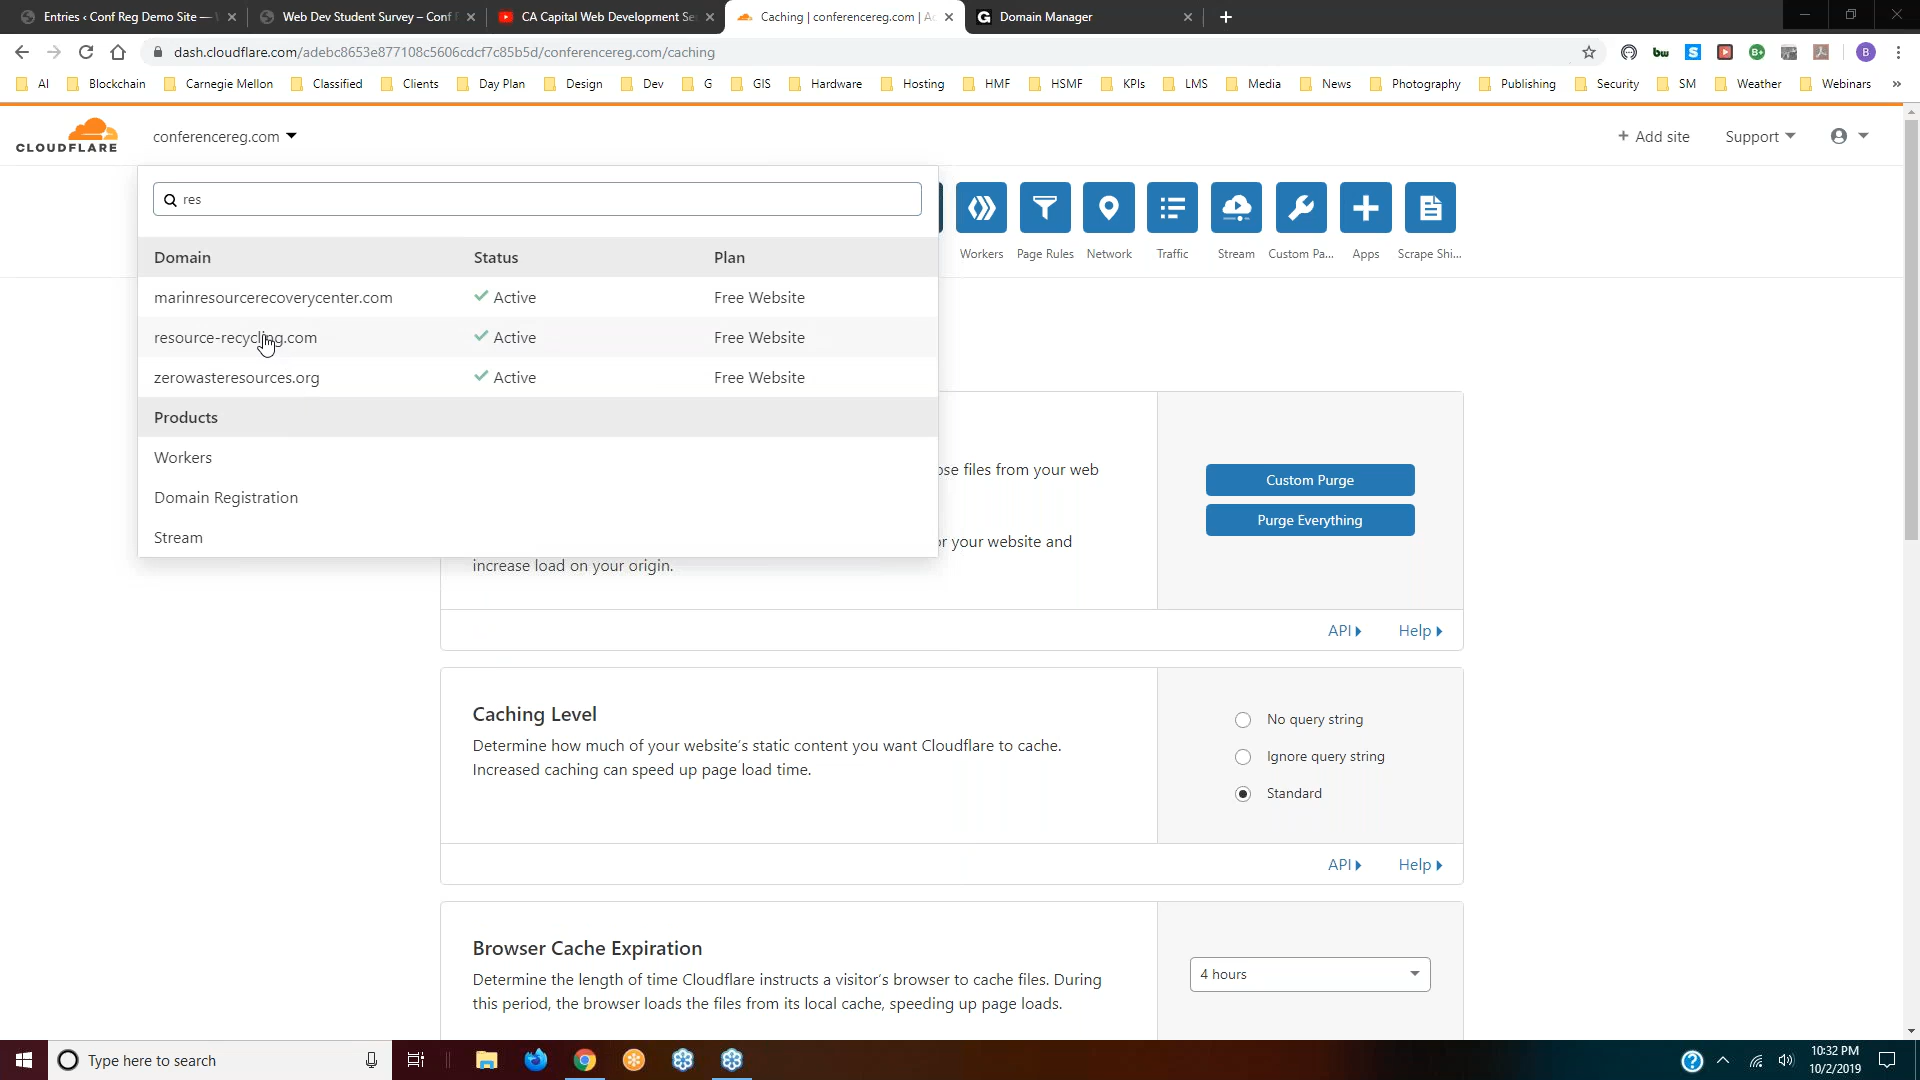 Entries ‹ Conf Reg Demo Site —
Web Dev Student Survey – Conf
CA Capital Web Development Se
Caching | conferencereg.com | Ac
Domain Manager
dash.cloudflare.com/adebc8653e877108c5606cdcf7c85b5d/conferencereg.com/caching
AI
Blockchain
Carnegie Mellon
Classified
Clients
Day Plan
Design
Dev
G
GIS
Hardware
Hosting
HMF
HSMF
KPIs
LMS
Media
News
Photography
Publishing
Security
SM
Weather
Webinars
»
CLOUDFLARE
conferencereg.com
+ Add site
Support
res
Workers
Page Rules
Network
Traffic
Stream
Custom Pa...
Apps
Scrape Shi...
Domain Status Plan
marinresourcerecoverycenter.com Active Free Website
resource-recycling.com Active Free Website
zerowasteresources.org Active Free Website
Products
Workers
Domain Registration
Stream
ose files from your web
or your website and
increase load on your origin.
Custom Purge
Purge Everything
API
Help
Caching Level
Determine how much of your website's static content you want Cloudflare to cache.
Increased caching can speed up page load time.
No query string
Ignore query string
Standard
API
Help
Browser Cache Expiration
Determine the length of time Cloudflare instructs a visitor's browser to cache files. During
this period, the browser loads the files from its local cache, speeding up page loads.
4 hours
Type here to search
10:32 PM
10/2/2019